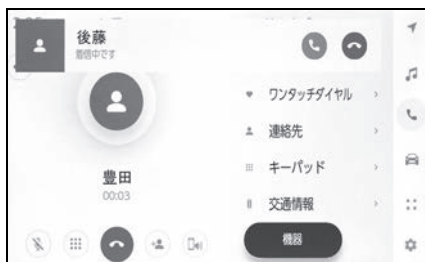 後藤
着信中です
ワンタッチダイヤル
連絡先
豊田
00:03
キーパッド
交通情報
機器